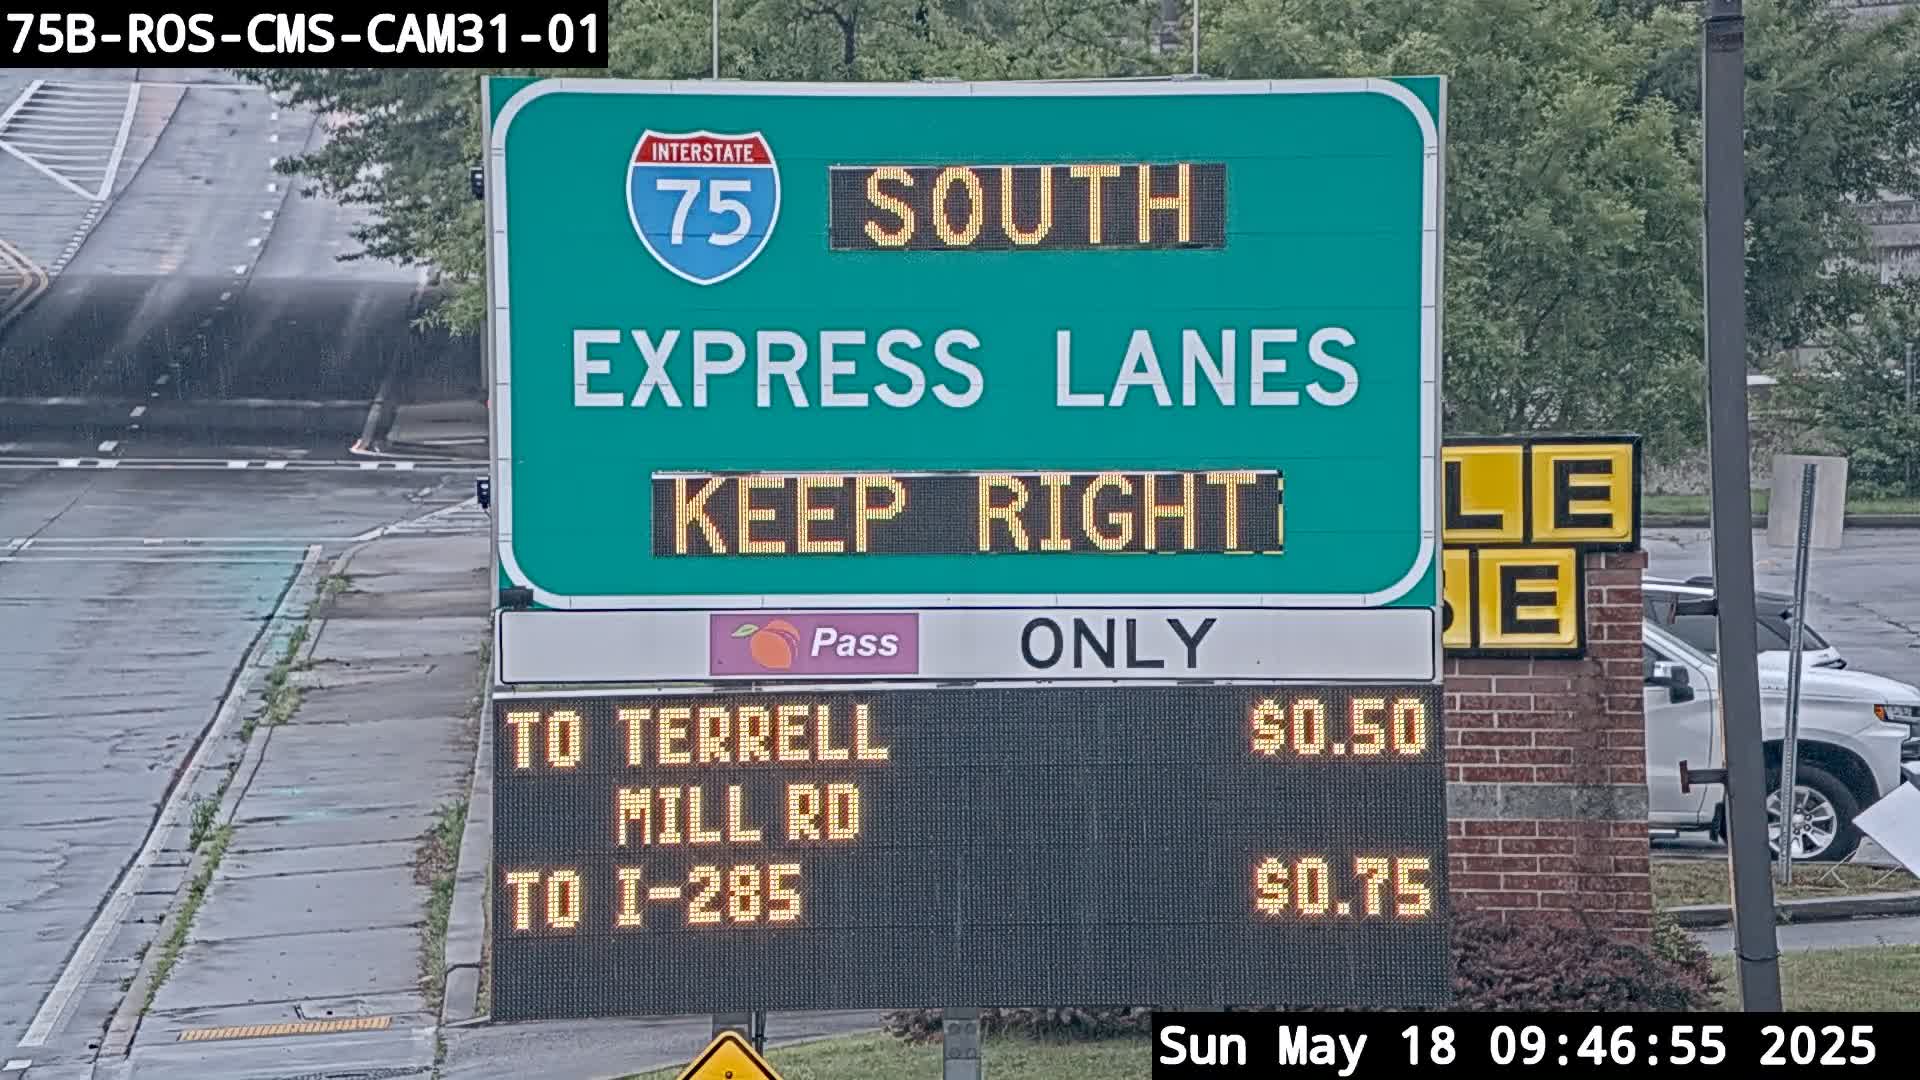 75B-ROS-CMS-CAM31-01
INTERSTATE
75
SOUTH
EXPRESS LANES
KEEP RIGHT
Pass ONLY
TO TERRELL $0.50
MILL RD
TO I-285 $0.75
LE
E
Sun May 18 09:46:55 2025